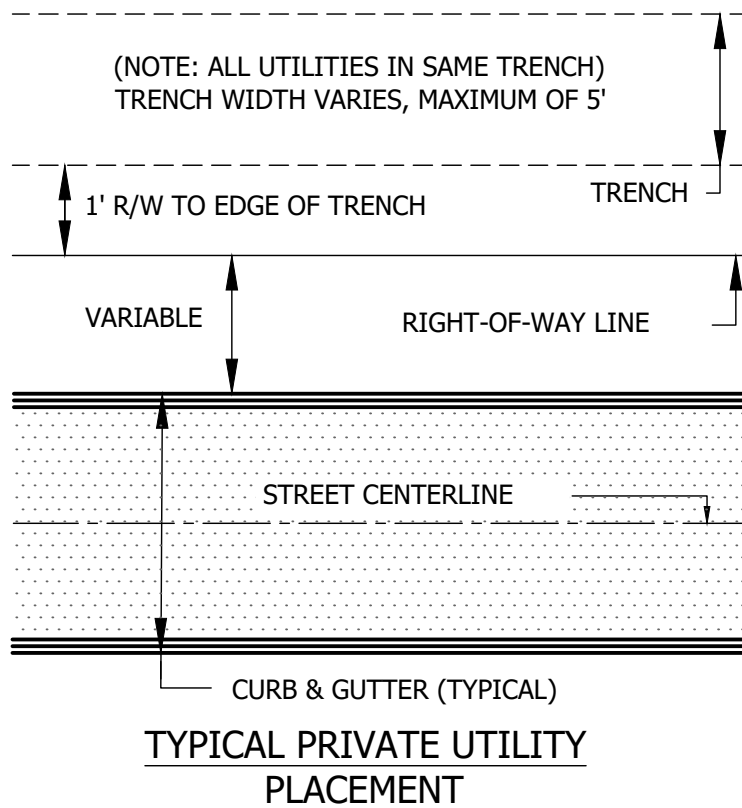 (NOTE: ALL UTILITIES IN SAME TRENCH)
TRENCH WIDTH VARIES, MAXIMUM OF 5'
TRENCH
1' R/W TO EDGE OF TRENCH
VARIABLE
RIGHT-OF-WAY LINE
STREET CENTERLINE
CURB & GUTTER (TYPICAL)
TYPICAL PRIVATE UTILITY
PLACEMENT